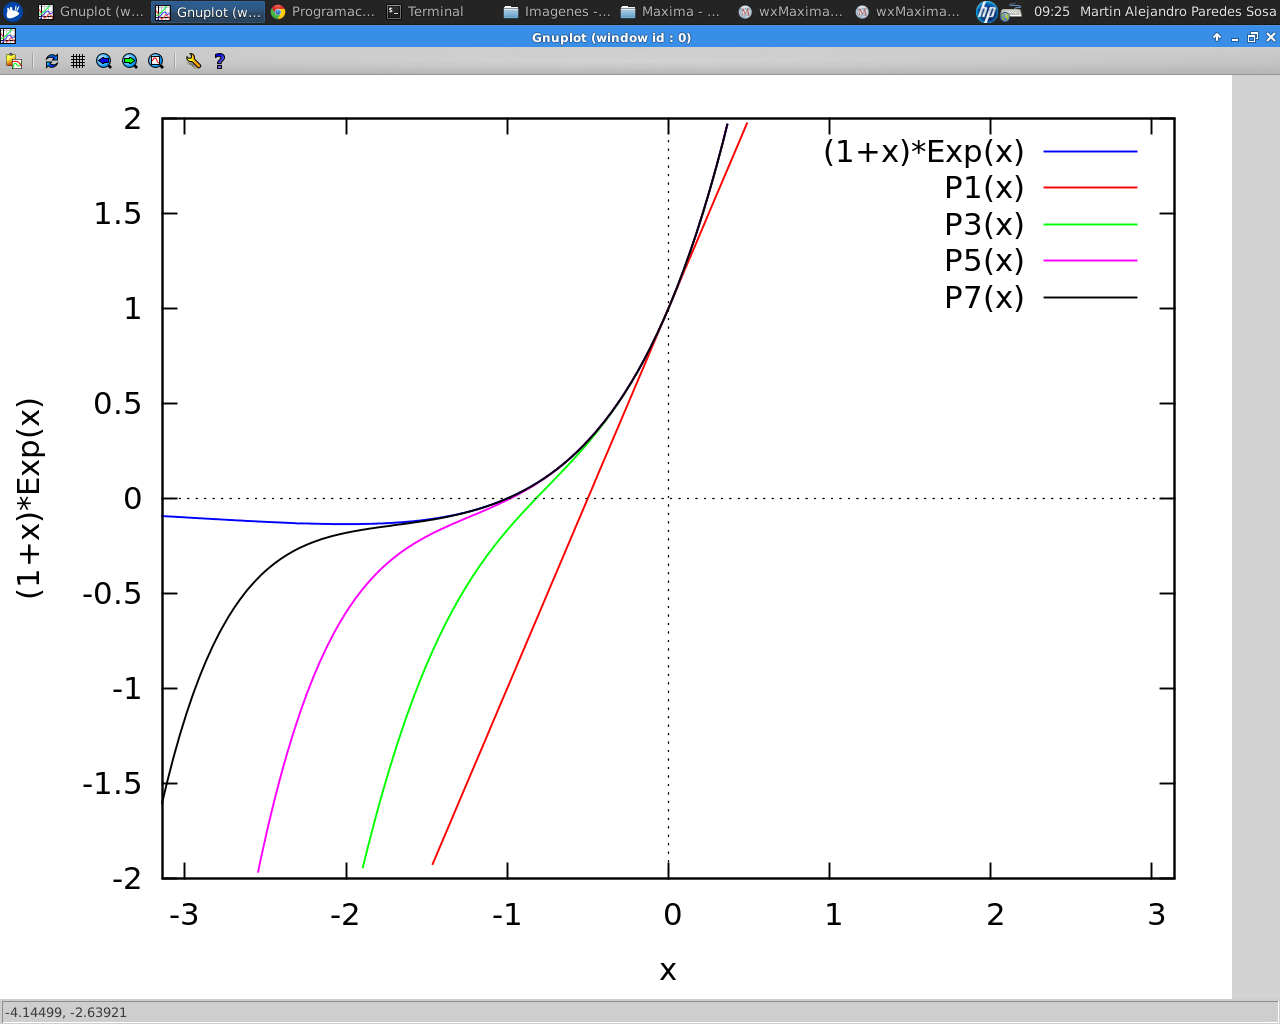 Gnuplot (w... Gnuplot (w... Programac... Terminal Imagenes -... Maxima - ... wxMaxima... wxMaxima... hp 09:25 Martin Alejandro Paredes Sosa
Gnuplot (window id : 0)
2
1.5
1
0.5
0
-0.5
-1
-1.5
-2
(1+x)*Exp(x)
(1+x)*Exp(x)
P1(x)
P3(x)
P5(x)
P7(x)
-3 -2 -1 0 1 2 3
x
-4.14499, -2.63921